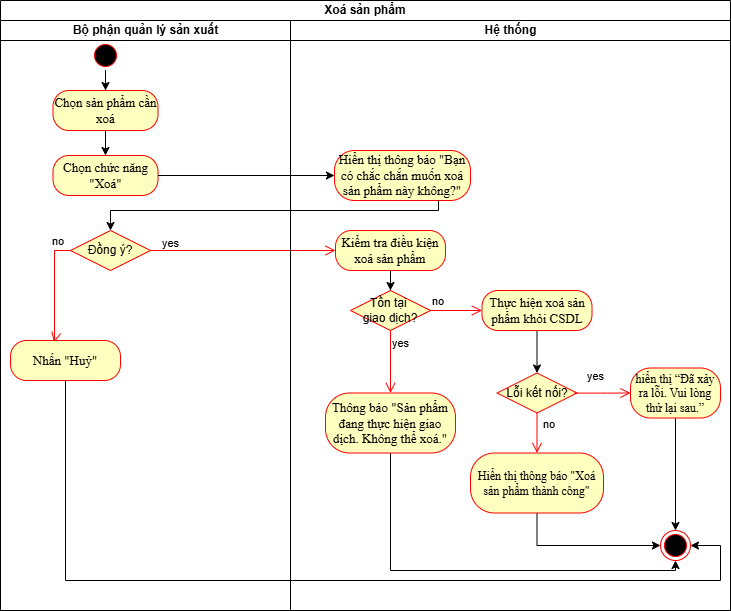 Xoá sản phẩm
Bộ phận quản lý sản xuất
Hệ thống
Chọn sản phẩm cần
xoá
Chọn chức năng
"Xoá"
Hiển thị thông báo "Bạn
có chắc chắn muốn xoá
sản phẩm này không?"
Đồng ý?
no
yes
Kiểm tra điều kiện
xoá sản phẩm
Tồn tại
giao dịch?
no
yes
Thực hiện xoá sản
phẩm khỏi CSDL
Nhấn "Huỷ"
Lỗi kết nối?
yes
no
hiển thị “Đã xảy
ra lỗi. Vui lòng
thử lại sau.”
Thông báo "Sản phẩm
đang thực hiện giao
dịch. Không thể xoá."
Hiển thị thông báo "Xoá
sản phẩm thành công"